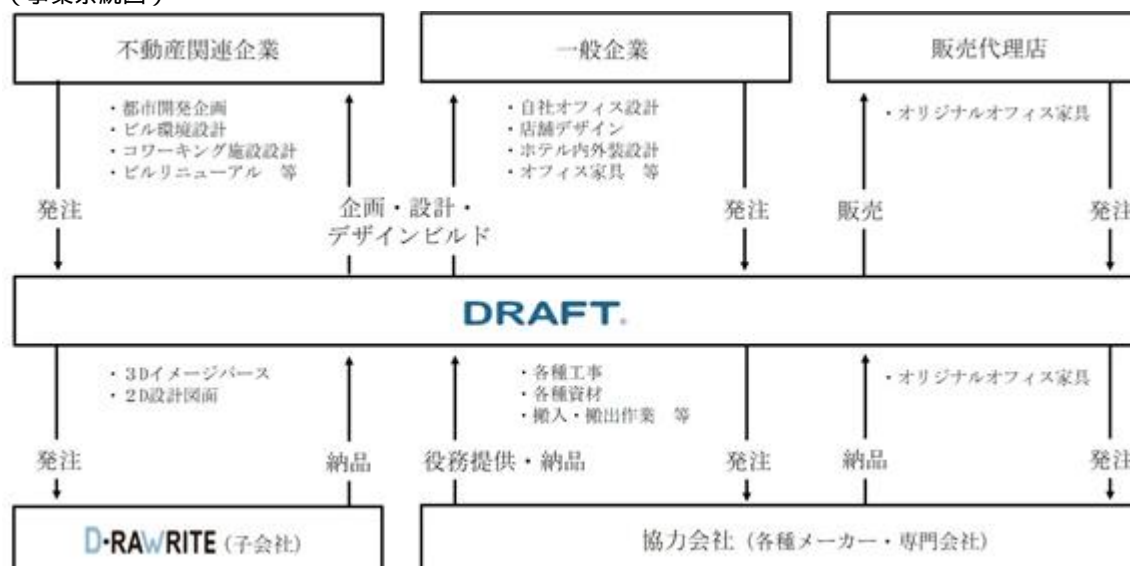 （事業系統図）
不動産関連企業
一般企業
販売代理店
・都市開発企画
・ビル環境設計
・コワーキング施設設計
・ビルリニューアル　等
・自社オフィス設計
・店舗デザイン
・ホテル内外装設計
・オフィス家具　等
・オリジナルオフィス家具
発注
企画・設計・
デザインビルド
発注
販売
発注
DRAFT.
・3Dイメージパース
・2D設計図面
・各種工事
・各種資材
・搬入・搬出作業　等
・オリジナルオフィス家具
発注
納品
役務提供・納品
発注
納品
発注
D・RAWRITE（子会社）
協力会社（各種メーカー・専門会社）